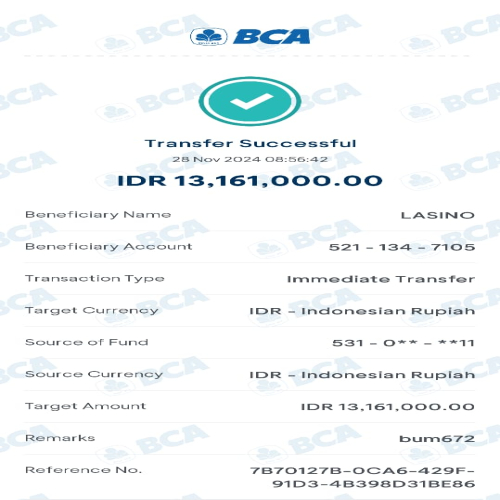 BCA
Transfer Successful
28 Nov 2024 08:56:42
IDR 13,161,000.00
Beneficiary Name LASINO
Beneficiary Account 521 - 134 - 7105
Transaction Type Immediate Transfer
Target Currency IDR - Indonesian Rupiah
Source of Fund 531 - 0** - **11
Source Currency IDR - Indonesian Rupiah
Target Amount IDR 13,161,000.00
Remarks bum672
Reference No. 7B70127B-0CA6-429F-
91D3-4B398D31BE86